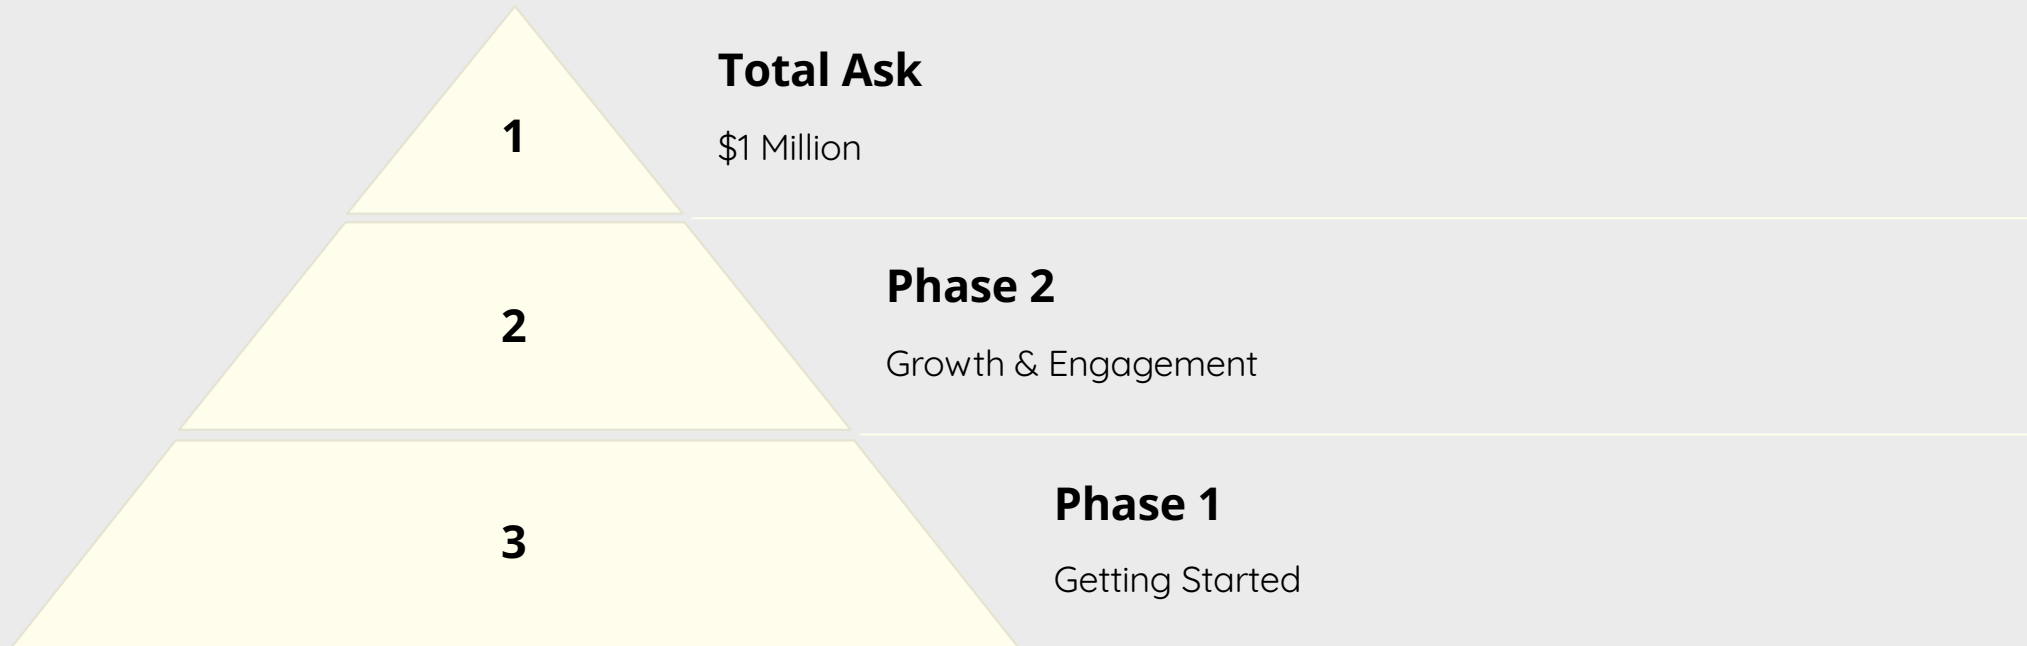 1
Total Ask
$1 Million
2
Phase 2
Growth & Engagement
3
Phase 1
Getting Started